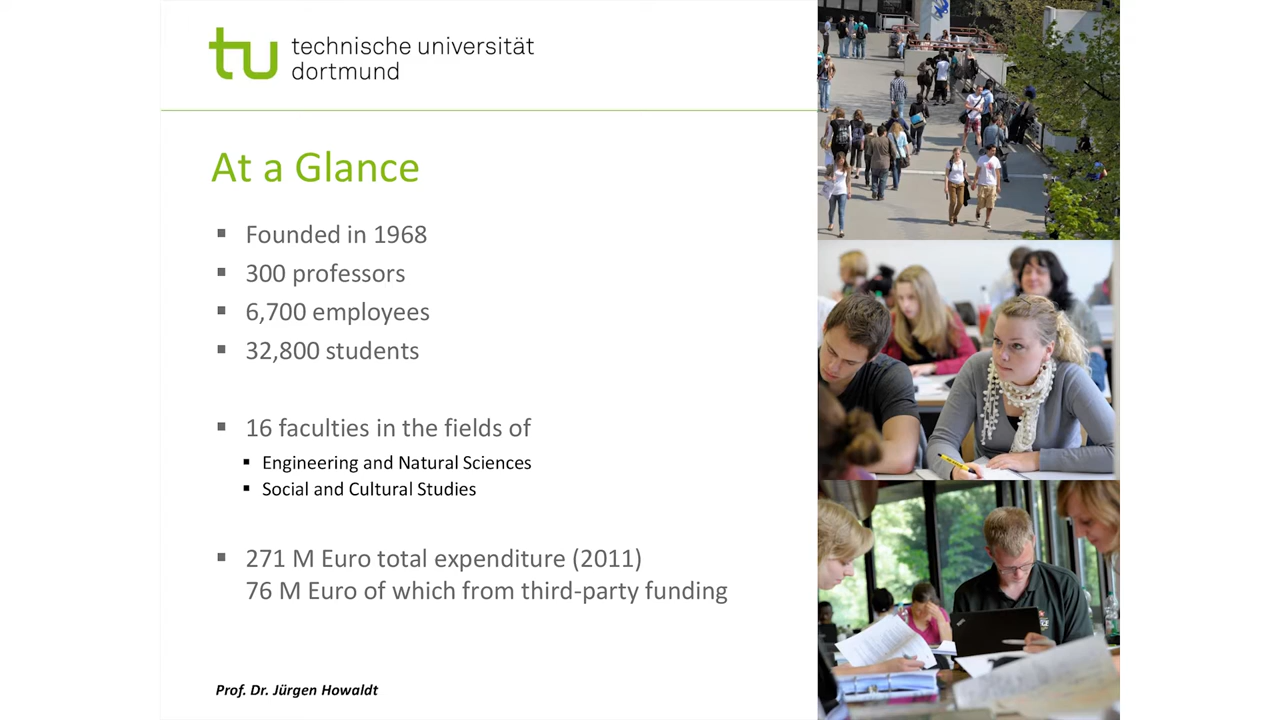 tu technische universität
dortmund
At a Glance
▪ Founded in 1968
▪ 300 professors
▪ 6,700 employees
▪ 32,800 students
▪ 16 faculties in the fields of
▪ Engineering and Natural Sciences
▪ Social and Cultural Studies
▪ 271 M Euro total expenditure (2011)
76 M Euro of which from third-party funding
Prof. Dr. Jürgen Howaldt